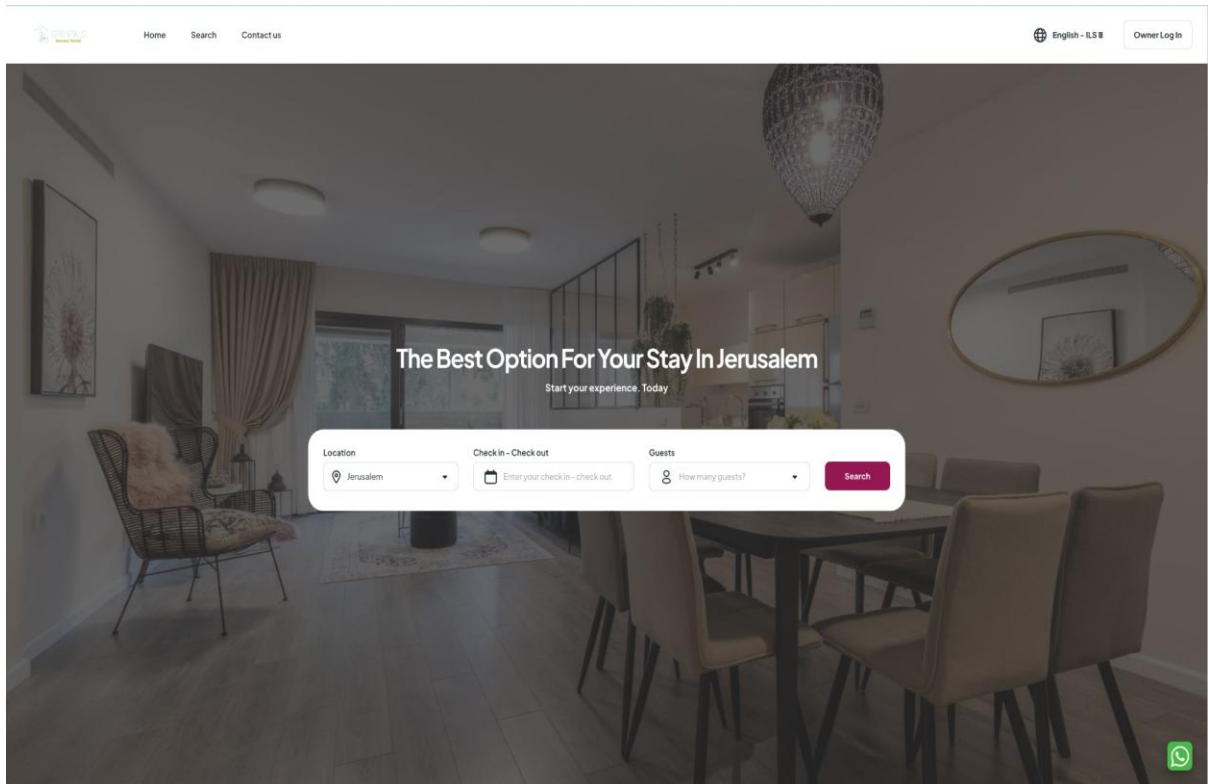 Home
Search
Contact us
English - ILS
Owner Log In
The Best Option For Your Stay In Jerusalem
Start your experience. Today
Location
Check in - Check out
Guests
Jerusalem
Enter your check in - check out
How many guests?
Search